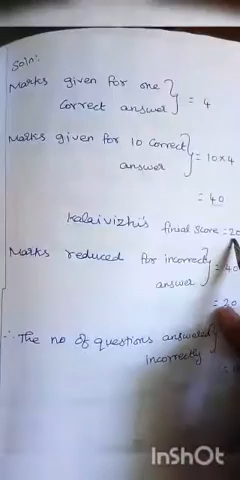 Soln:
Marks given for one
correct answer } = 4
Marks given for 10 correct
answer } = 10×4
= 40
Kalaivizhi's final score = 20
Marks reduced for incorrect
answer } = 40
= 20
∴ The no of questions answered
incorrectly } =
InShOt